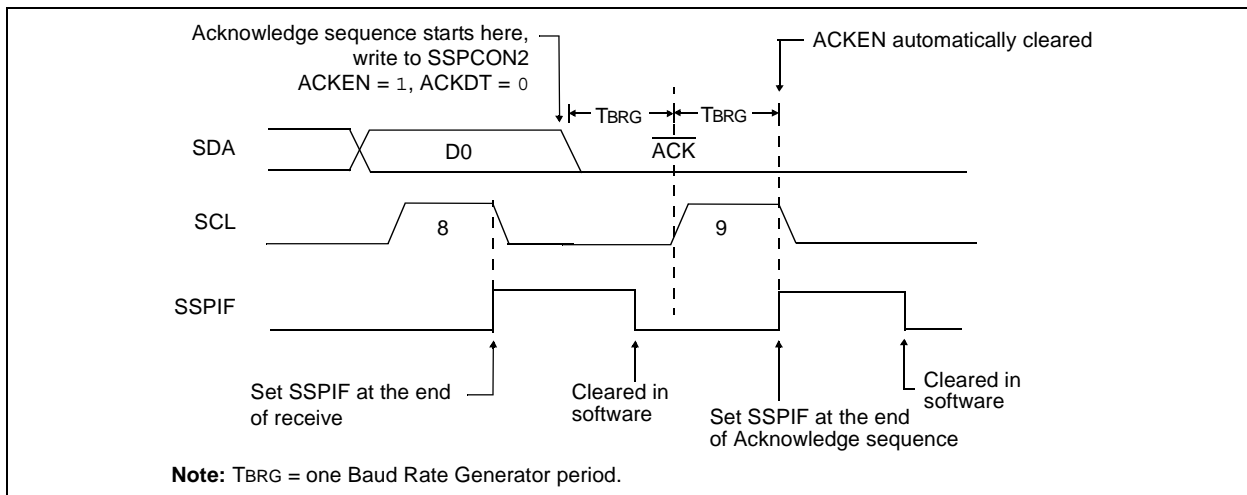 Acknowledge sequence starts here,
write to SSPCON2
ACKEN = 1, ACKDT = 0
ACKEN automatically cleared
TBRG
TBRG
SDA
D0
ACK
SCL
8
9
SSPIF
Set SSPIF at the end
of receive
Cleared in
software
Set SSPIF at the end
of Acknowledge sequence
Cleared in
software
Note: TBRG = one Baud Rate Generator period.